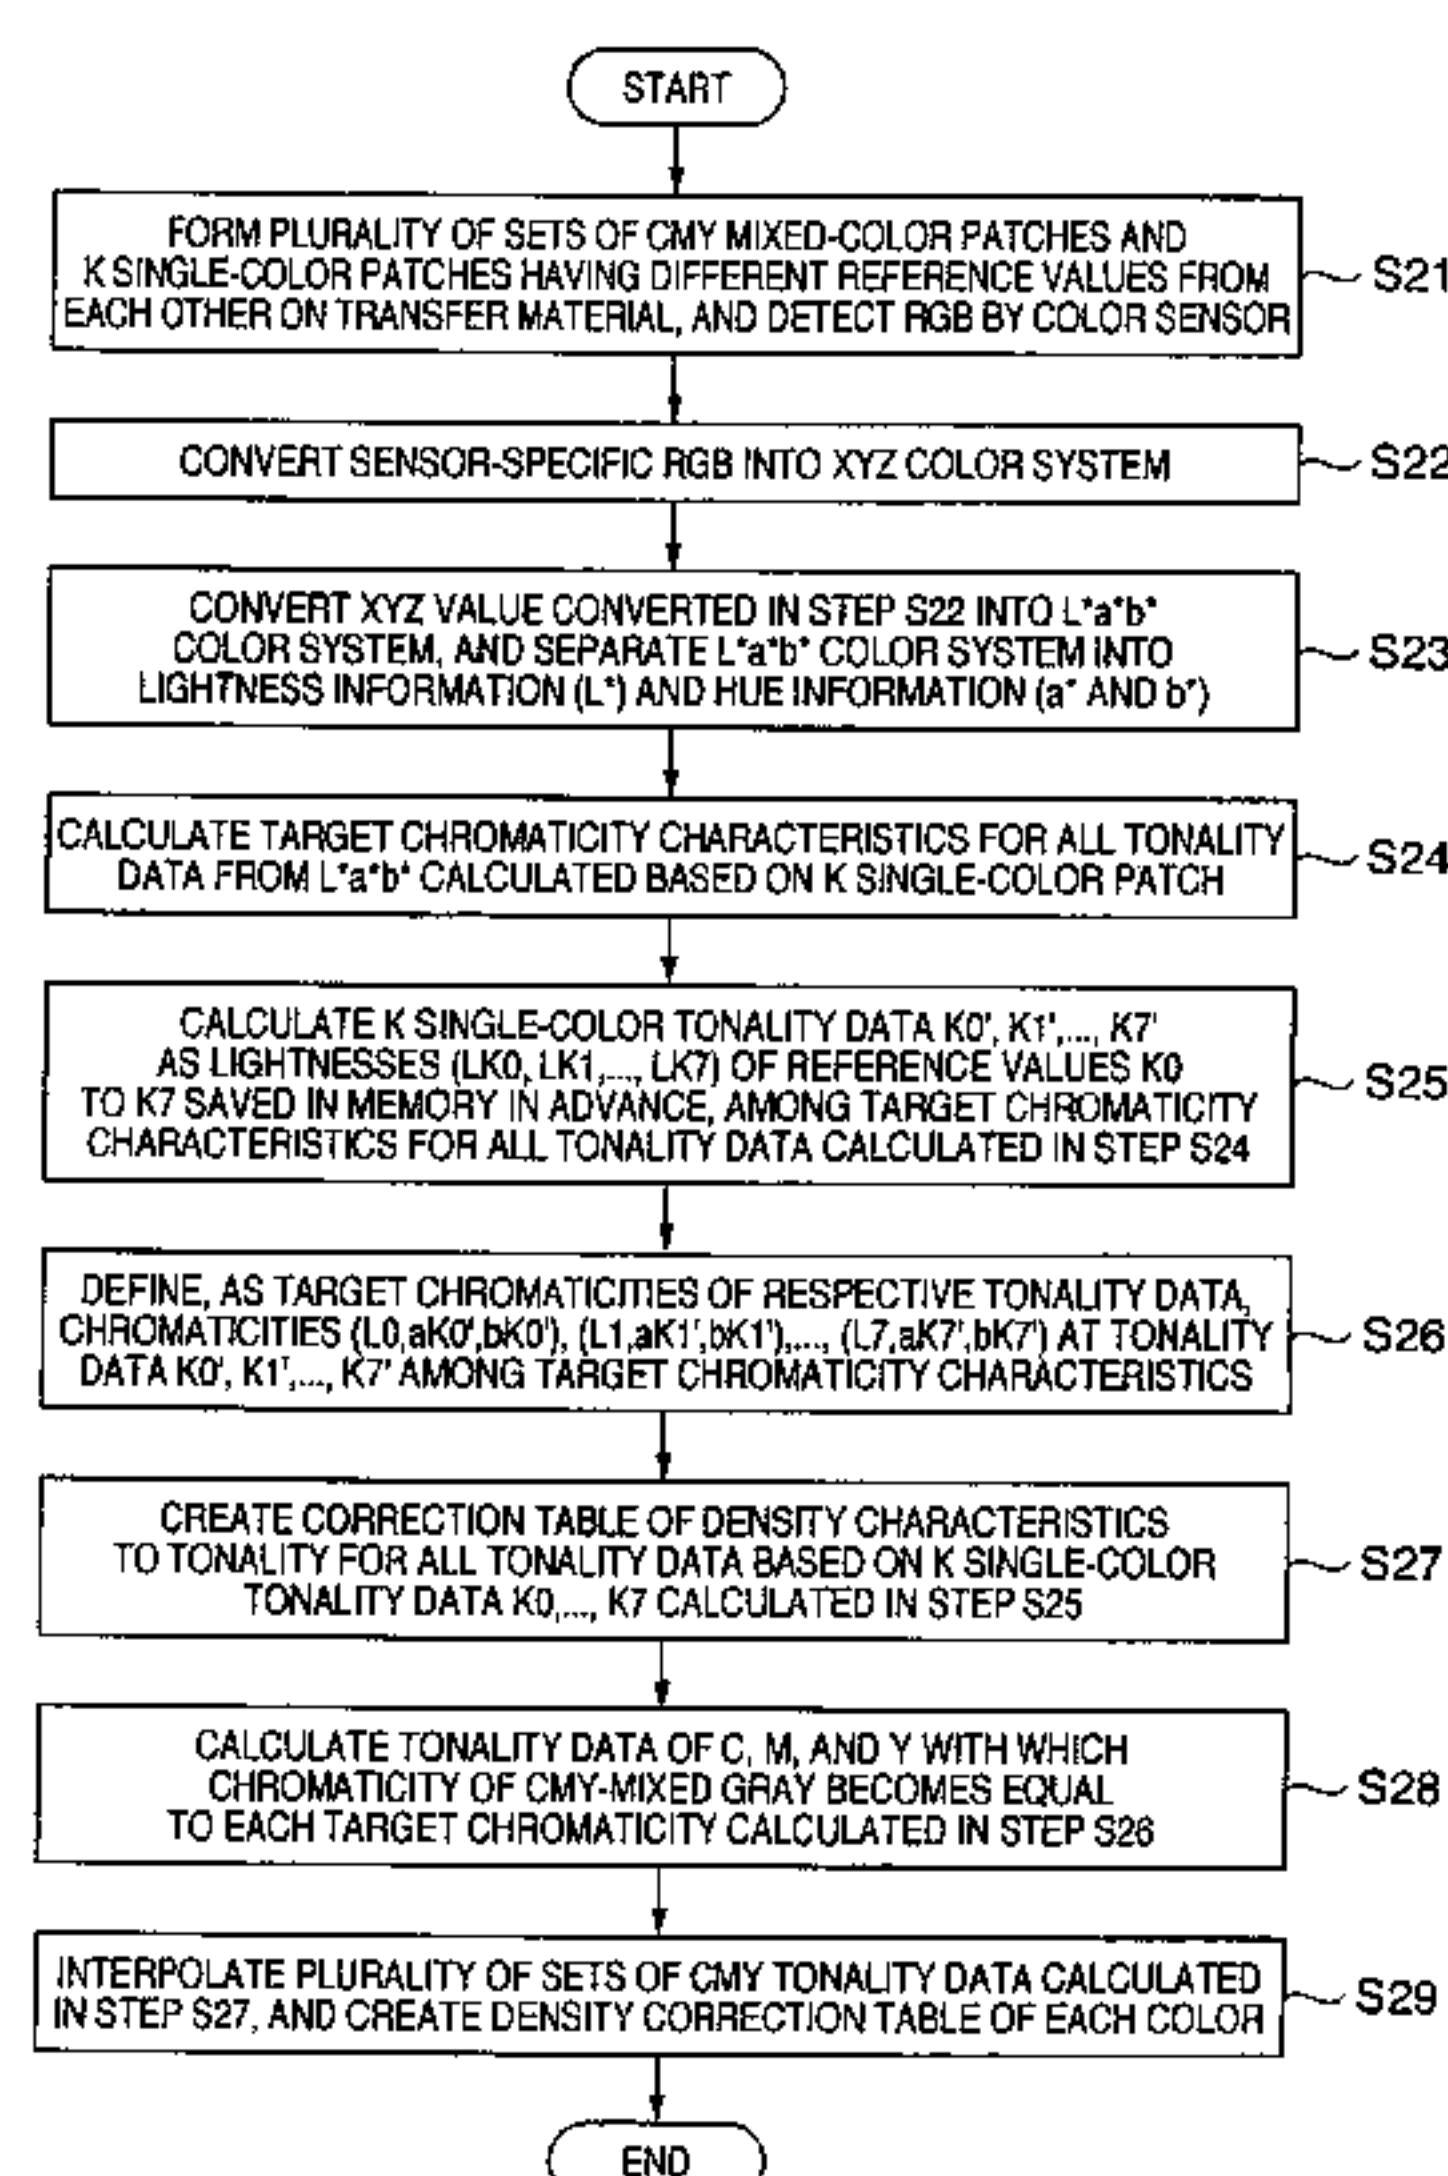 START
FORM PLURALITY OF SETS OF CMY MIXED-COLOR PATCHES AND
K SINGLE-COLOR PATCHES HAVING DIFFERENT REFERENCE VALUES FROM
EACH OTHER ON TRANSFER MATERIAL, AND DETECT RGB BY COLOR SENSOR
S21
CONVERT SENSOR-SPECIFIC RGB INTO XYZ COLOR SYSTEM
S22
CONVERT XYZ VALUE CONVERTED IN STEP S22 INTO L*a*b*
COLOR SYSTEM, AND SEPARATE L*a*b* COLOR SYSTEM INTO
LIGHTNESS INFORMATION (L*) AND HUE INFORMATION (a* AND b*)
S23
CALCULATE TARGET CHROMATICITY CHARACTERISTICS FOR ALL TONALITY
DATA FROM L*a*b* CALCULATED BASED ON K SINGLE-COLOR PATCH
S24
CALCULATE K SINGLE-COLOR TONALITY DATA K0', K1',..., K7'
AS LIGHTNESSES (LK0, LK1,..., LK7) OF REFERENCE VALUES K0
TO K7 SAVED IN MEMORY IN ADVANCE, AMONG TARGET CHROMATICITY
CHARACTERISTICS FOR ALL TONALITY DATA CALCULATED IN STEP S24
S25
DEFINE, AS TARGET CHROMATICITIES OF RESPECTIVE TONALITY DATA,
CHROMATICITIES (L0,aK0',bK0'), (L1,aK1',bK1'),..., (L7,aK7',bK7') AT TONALITY
DATA K0', K1',..., K7' AMONG TARGET CHROMATICITY CHARACTERISTICS
S26
CREATE CORRECTION TABLE OF DENSITY CHARACTERISTICS
TO TONALITY FOR ALL TONALITY DATA BASED ON K SINGLE-COLOR
TONALITY DATA K0,..., K7 CALCULATED IN STEP S25
S27
CALCULATE TONALITY DATA OF C, M, AND Y WITH WHICH
CHROMATICITY OF CMY-MIXED GRAY BECOMES EQUAL
TO EACH TARGET CHROMATICITY CALCULATED IN STEP S26
S28
INTERPOLATE PLURALITY OF SETS OF CMY TONALITY DATA CALCULATED
IN STEP S27, AND CREATE DENSITY CORRECTION TABLE OF EACH COLOR
S29
END